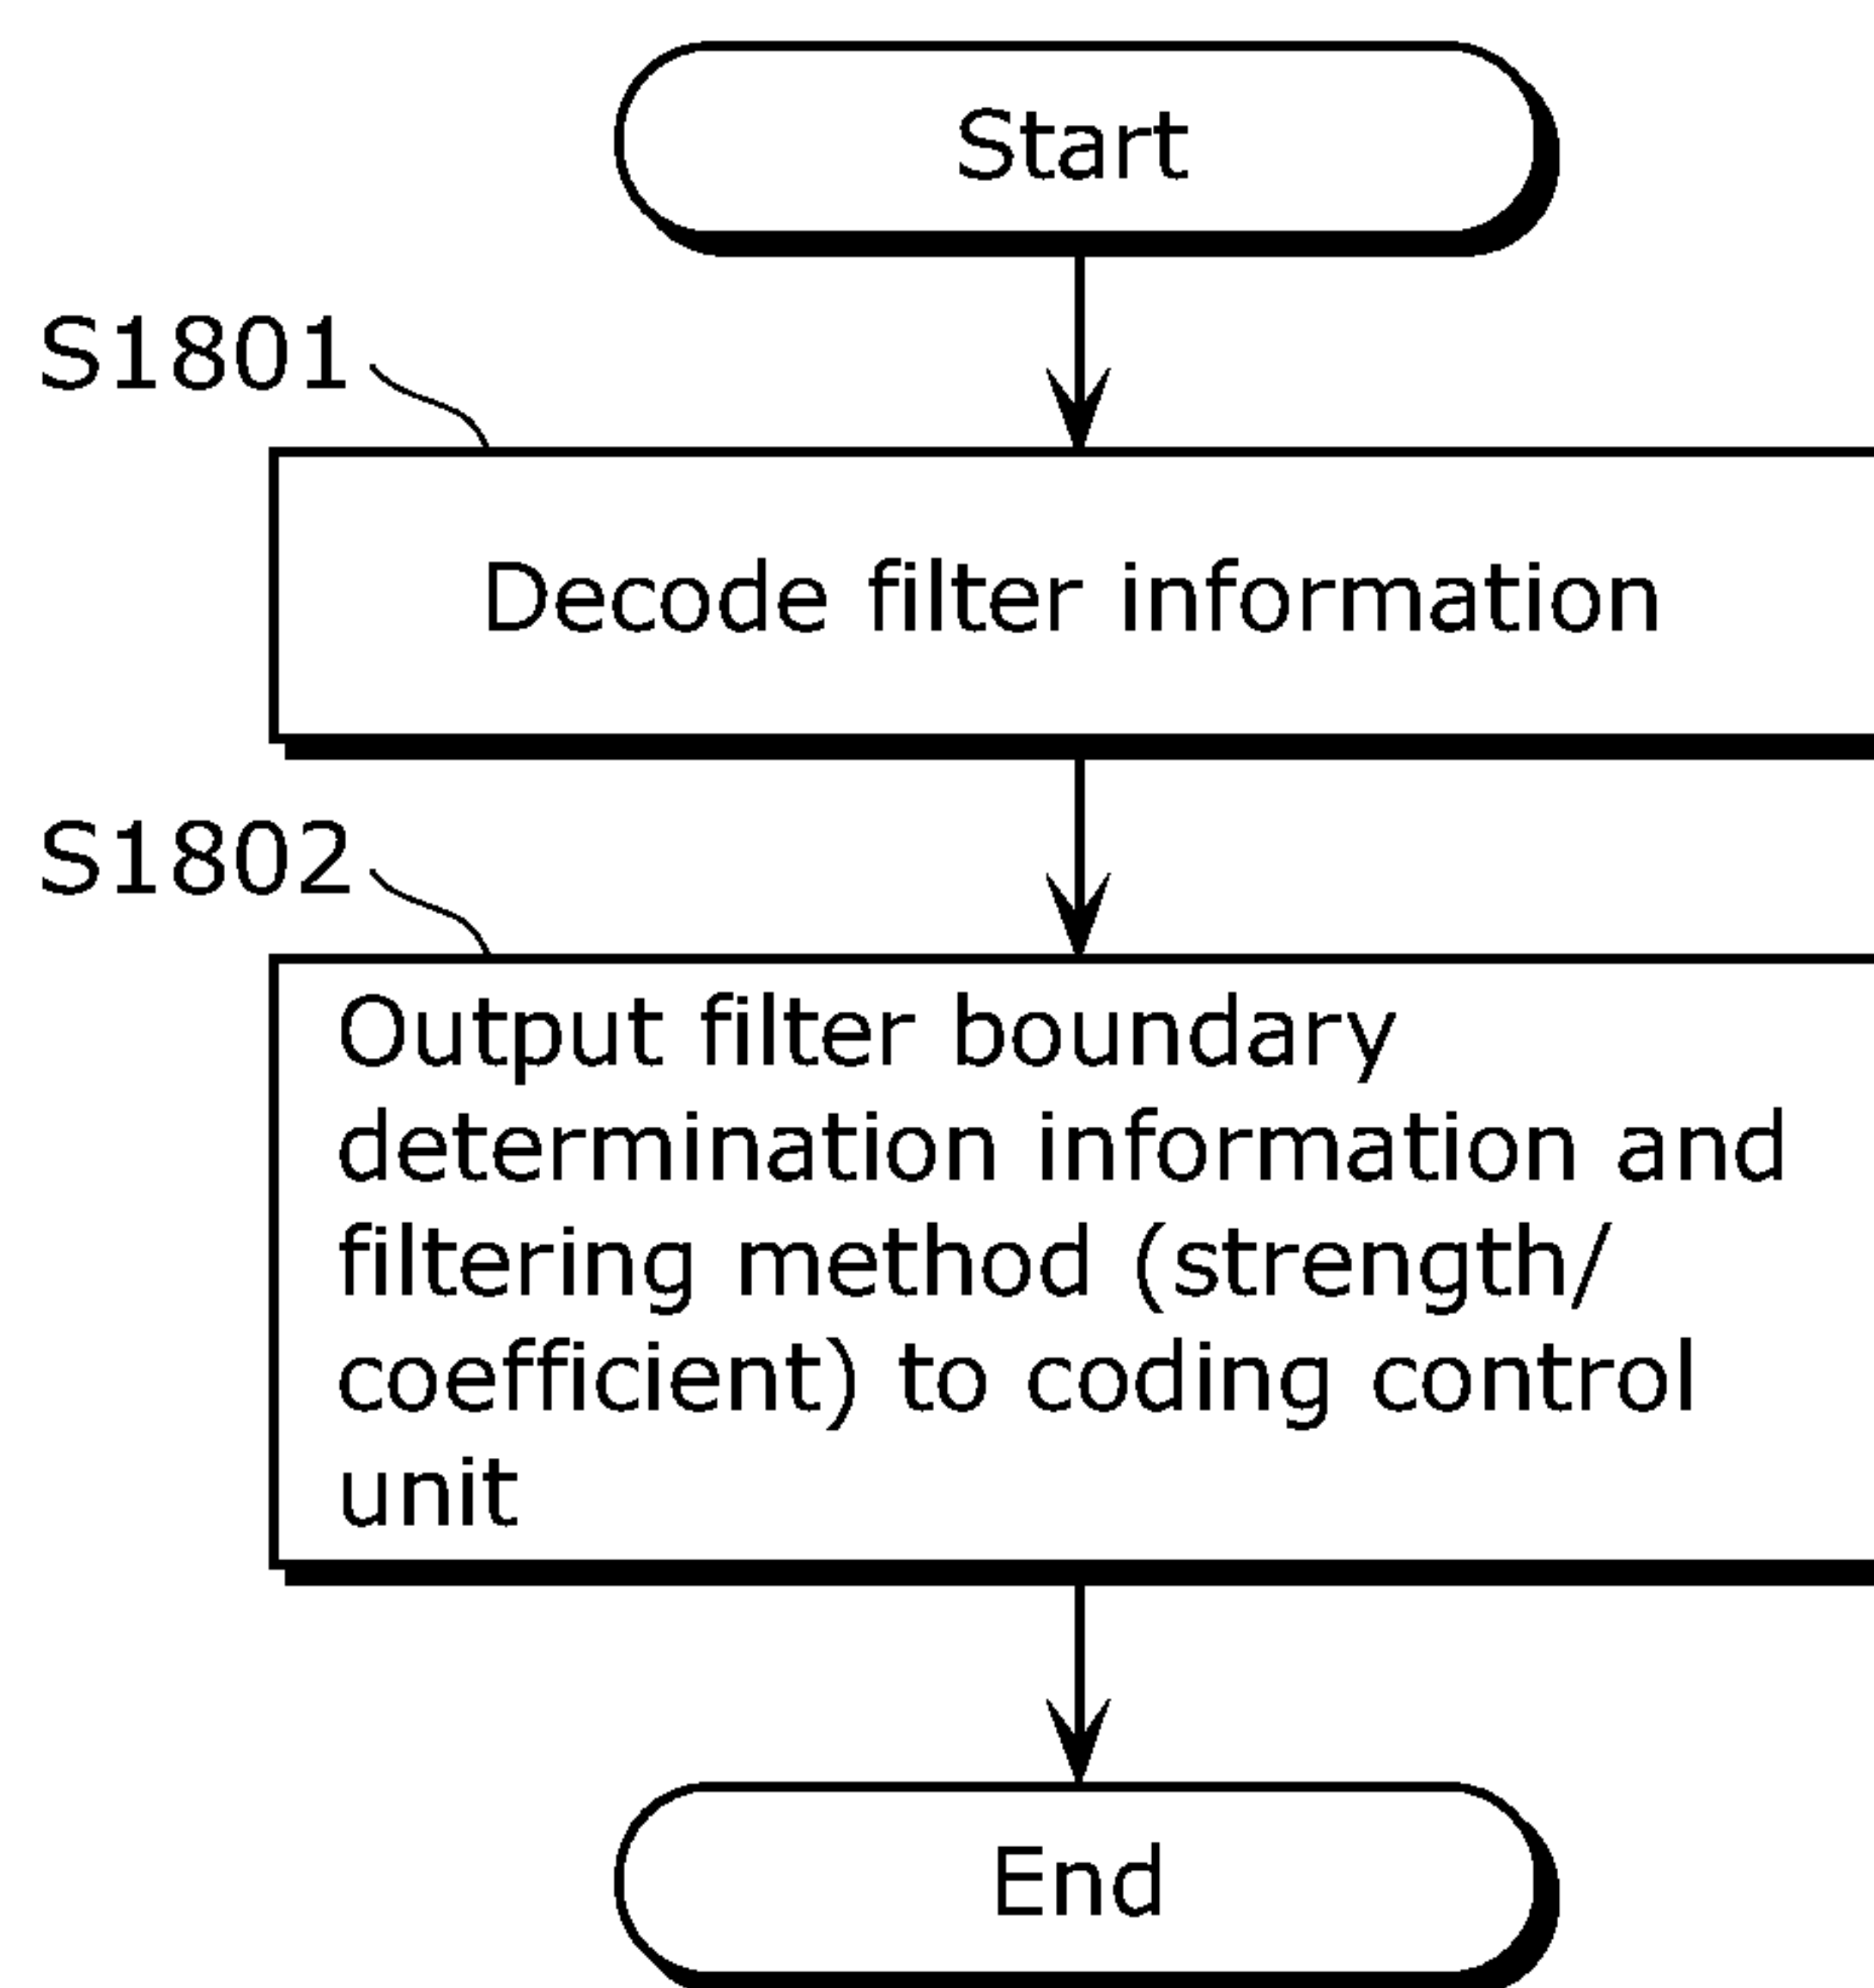 Start
S1801
Decode filter information
S1802
Output filter boundary
determination information and
filtering method (strength/
coefficient) to coding control
unit
End